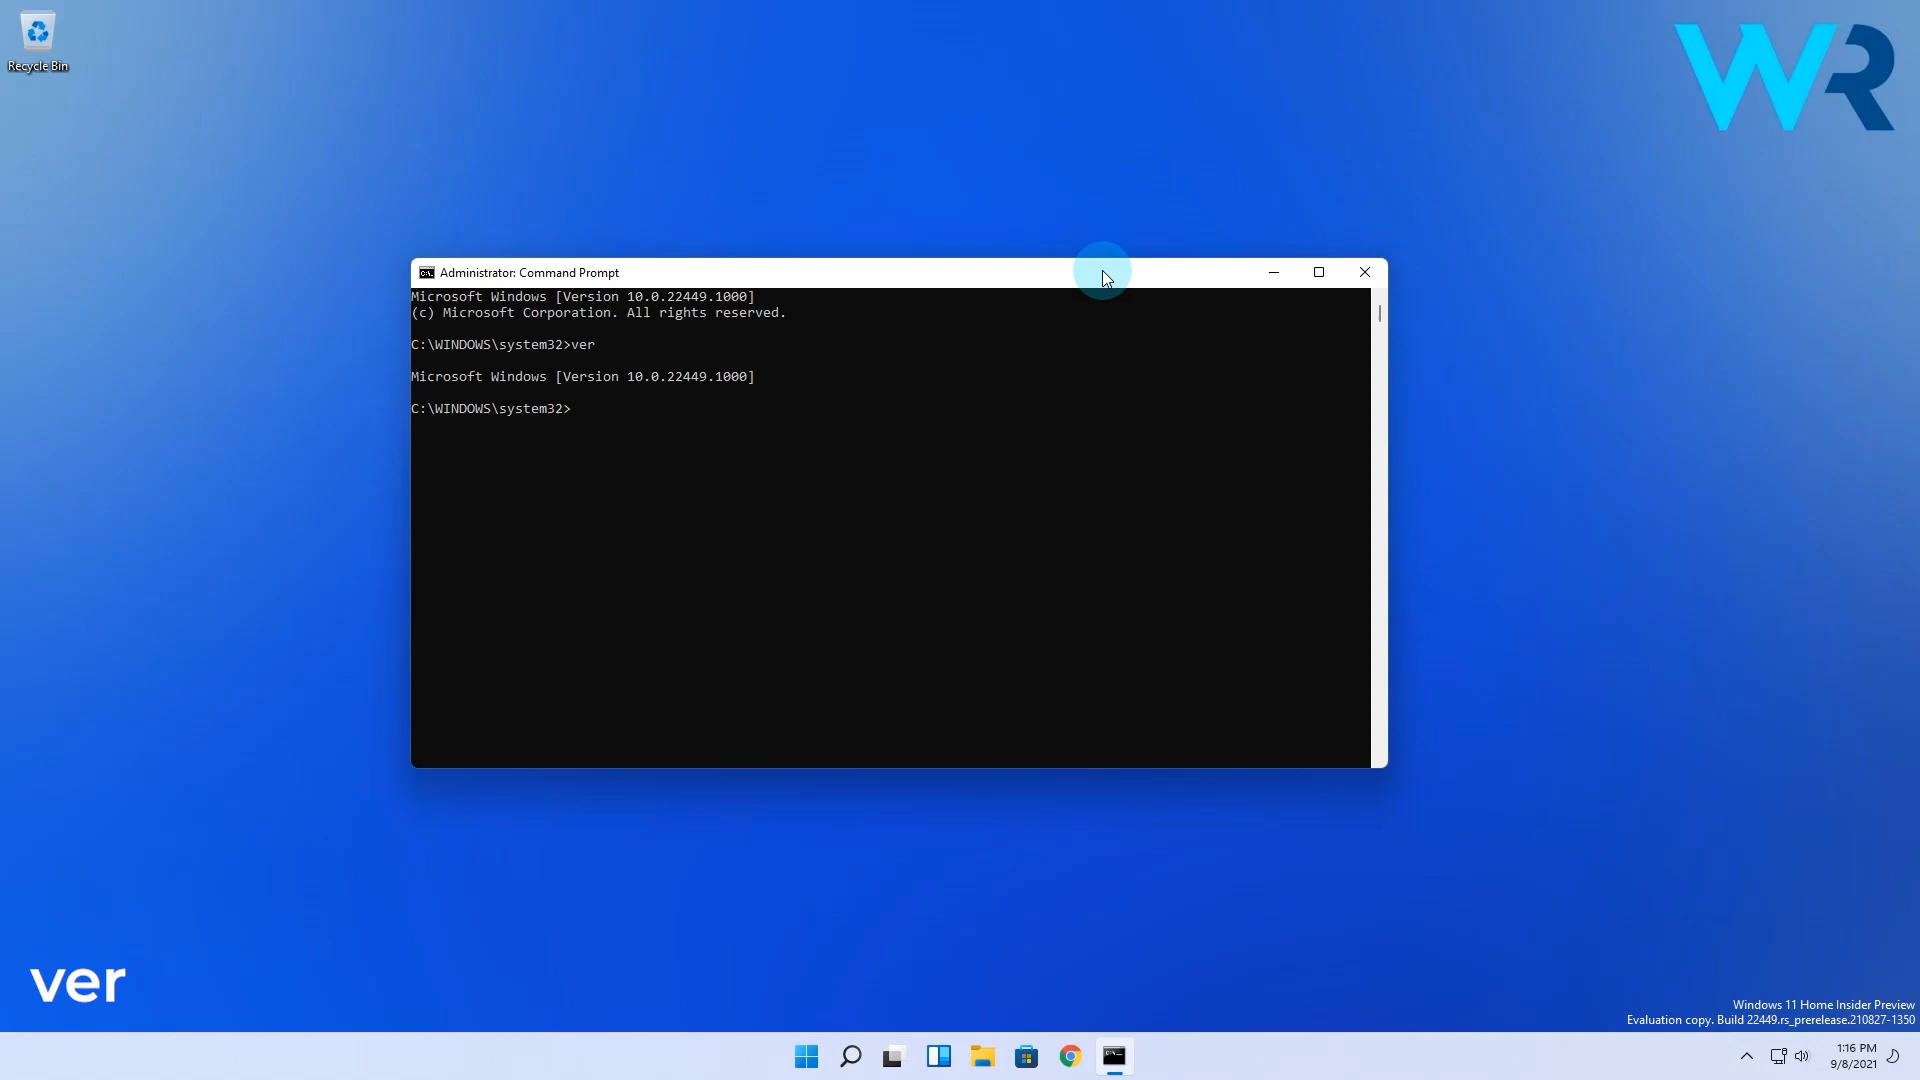 Recycle Bin
WR
Administrator: Command Prompt
Microsoft Windows [Version 10.0.22449.1000]
(c) Microsoft Corporation. All rights reserved.
C:\WINDOWS\system32>ver
Microsoft Windows [Version 10.0.22449.1000]
C:\WINDOWS\system32>
ver
Windows 11 Home Insider Preview
Evaluation copy. Build 22449.rs_prerelease.210827-1350
1:16 PM
9/8/2021